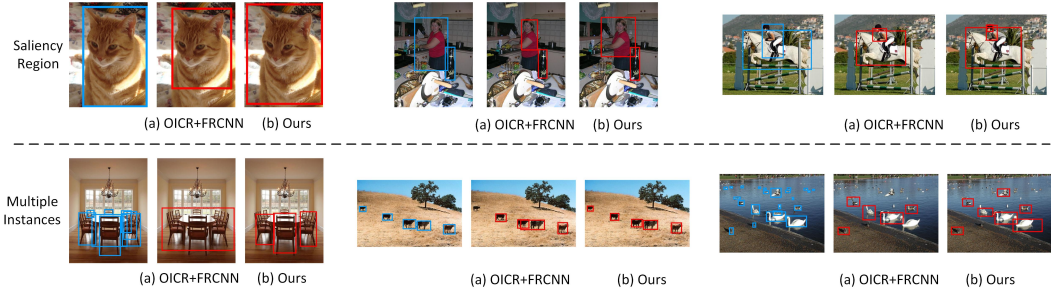 Saliency
Region
(a) OICR+FRCNN (b) Ours
(a) OICR+FRCNN (b) Ours
(a) OICR+FRCNN (b) Ours
Multiple
Instances
(a) OICR+FRCNN (b) Ours
(a) OICR+FRCNN (b) Ours
(a) OICR+FRCNN (b) Ours